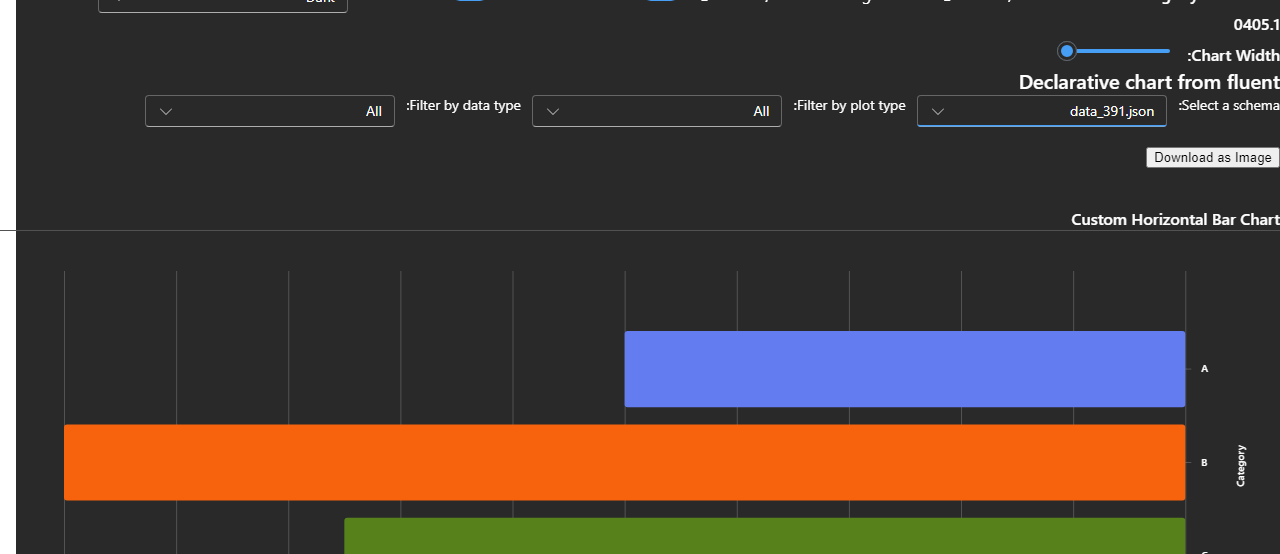 0405.1
:Chart Width
Declarative chart from fluent
:Select a schema
data_391.json
:Filter by plot type
All
:Filter by data type
All
Download as Image
Custom Horizontal Bar Chart
A
B
Category